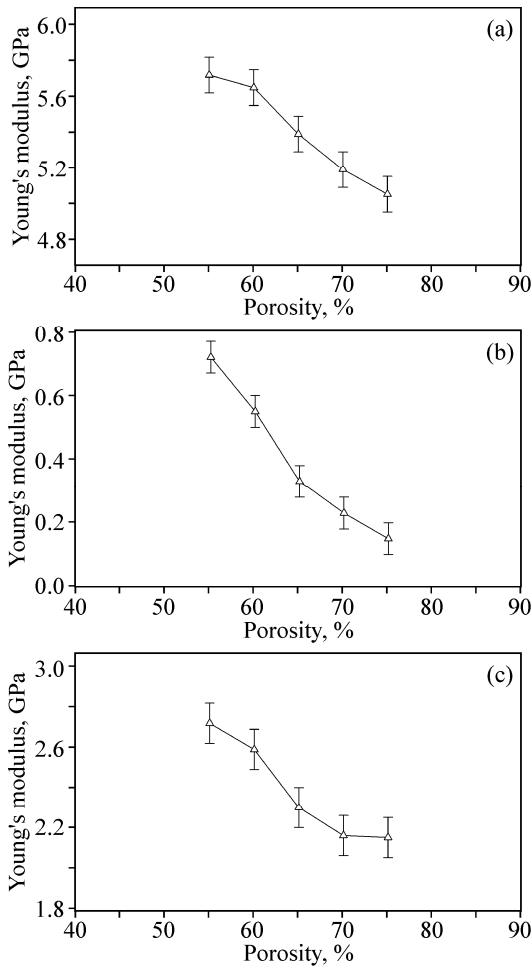 (a)
Young's modulus, GPa
6.0
5.6
5.2
4.8
40 50 60 70 80 90
Porosity, %
(b)
Young's modulus, GPa
0.8
0.6
0.4
0.2
0.0
40 50 60 70 80 90
Porosity, %
(c)
Young's modulus, GPa
3.0
2.6
2.2
1.8
40 50 60 70 80 90
Porosity, %